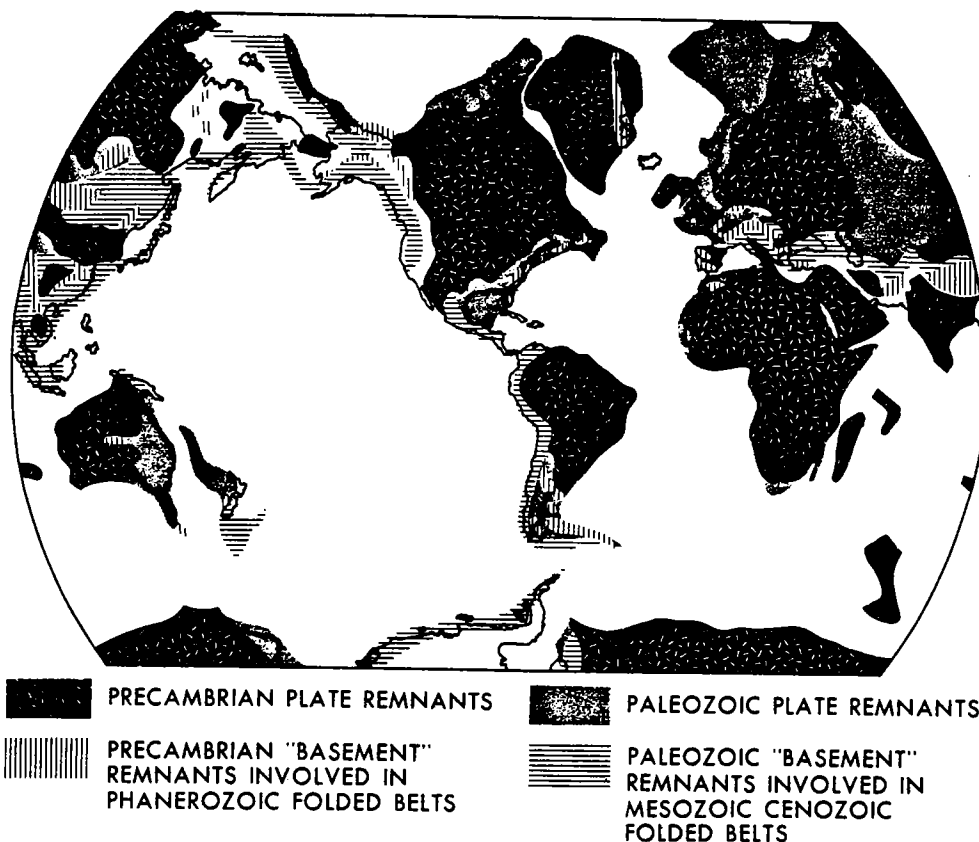 PRECAMBRIAN PLATE REMNANTS
PRECAMBRIAN "BASEMENT"
REMNANTS INVOLVED IN
PHANEROZOIC FOLDED BELTS
PALEOZOIC PLATE REMNANTS
PALEOZOIC "BASEMENT"
REMNANTS INVOLVED IN
MESOZOIC CENOZOIC
FOLDED BELTS